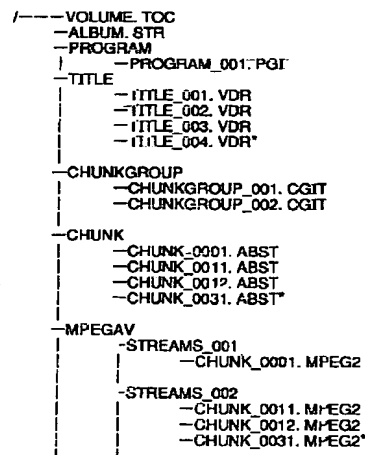 /----VOLUME. TOC
—ALBUM. STR
—PROGRAM
—PROGRAM_001. PGI
—TITLE
—TITLE_001. VDR
—TITLE_002. VDR
—TITLE_003. VDR
—TITLE_004. VDR*
—CHUNKGROUP
—CHUNKGROUP_001. CGIT
—CHUNKGROUP_002. CGIT
—CHUNK
—CHUNK-0001. ABST
—CHUNK_0011. ABST
—CHUNK_0012. ABST
—CHUNK_0031. ABST*
—MPEGAV
-STREAMS_001
—CHUNK_0001. MPEG2
-STREAMS_002
—CHUNK_0011. MPEG2
—CHUNK_0012. MPEG2
—CHUNK_0031. MPEG2*